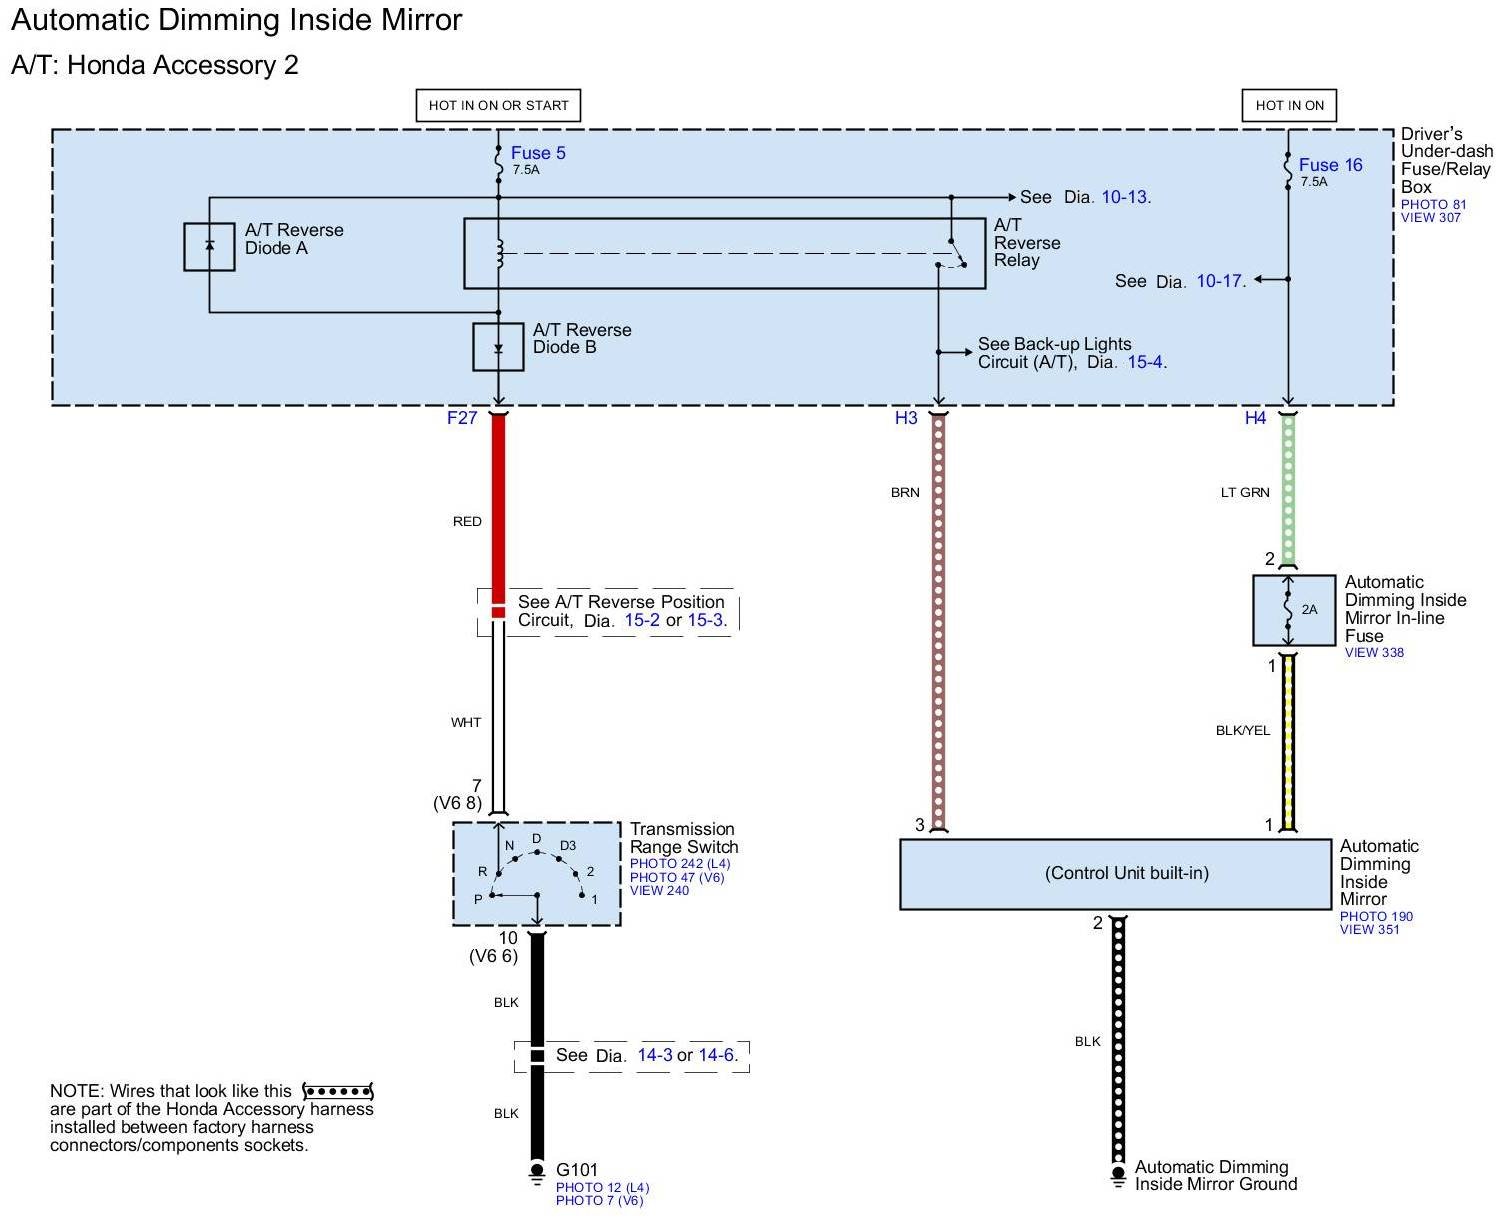 Automatic Dimming Inside Mirror
A/T: Honda Accessory 2
HOT IN ON OR START
HOT IN ON
Fuse 5
7.5A
Fuse 16
7.5A
Driver's
Under-dash
Fuse/Relay
Box
PHOTO 81
VIEW 307
See Dia. 10-13.
A/T Reverse
Diode A
A/T
Reverse
Relay
See Dia. 10-17.
A/T Reverse
Diode B
See Back-up Lights
Circuit (A/T), Dia. 15-4.
F27
H3
H4
BRN
LT GRN
RED
2
2A
Automatic
Dimming Inside
Mirror In-line
Fuse
VIEW 338
See A/T Reverse Position
Circuit, Dia. 15-2 or 15-3.
1
WHT
BLK/YEL
7
(V6 8)
3
1
Transmission
Range Switch
PHOTO 242 (L4)
PHOTO 47 (V6)
VIEW 240
P
R
N
D
D3
2
1
(Control Unit built-in)
Automatic
Dimming
Inside
Mirror
PHOTO 190
VIEW 351
10
(V6 6)
2
BLK
BLK
See Dia. 14-3 or 14-6.
BLK
NOTE: Wires that look like this
are part of the Honda Accessory harness
installed between factory harness
connectors/components sockets.
G101
PHOTO 12 (L4)
PHOTO 7 (V6)
Automatic Dimming
Inside Mirror Ground